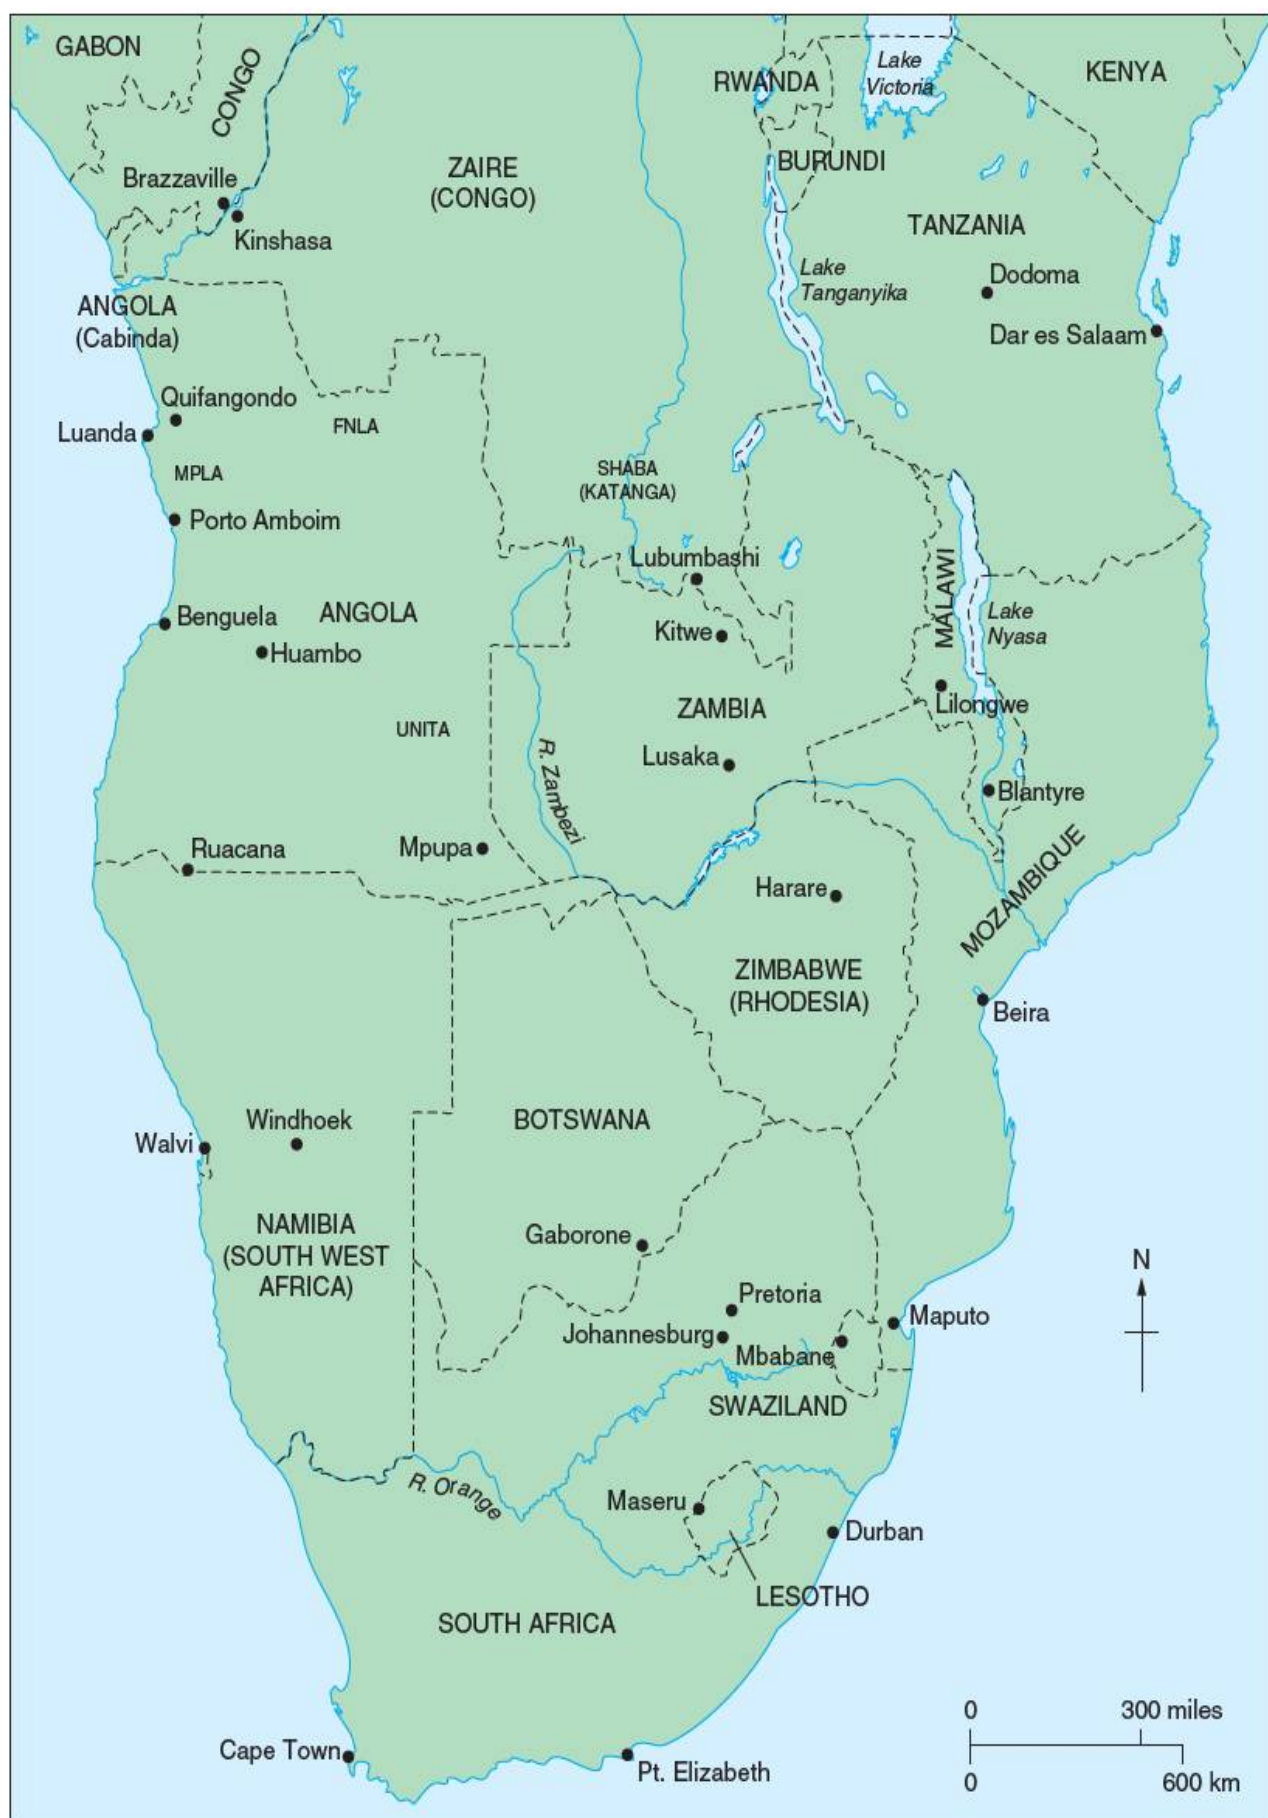 GABON
CONGO
RWANDA
Lake
Victoria
KENYA
Brazzaville
ZAIRE
(CONGO)
BURUNDI
Kinshasa
TANZANIA
Lake
Tanganyika
Dodoma
ANGOLA
(Cabinda)
Dar es Salaam
Quifangondo
Luanda
FNLA
MPLA
SHABA
(KATANGA)
Porto Amboim
Lubumbashi
MALAWI
Benguela
ANGOLA
Kitwe
Lake
Nyasa
Huambo
ZAMBIA
Lilongwe
UNITA
R. Zambezi
Lusaka
Blantyre
Ruacana
Mpupa
Harare
MOZAMBIQUE
ZIMBABWE
(RHODESIA)
Beira
Windhoek
BOTSWANA
Walvi
NAMIBIA
(SOUTH WEST
AFRICA)
Gaborone
N
Pretoria
Maputo
Johannesburg
Mbabane
SWAZILAND
R. Orange
Maseru
Durban
LESOTHO
SOUTH AFRICA
0 300 miles
Cape Town
Pt. Elizabeth
0 600 km